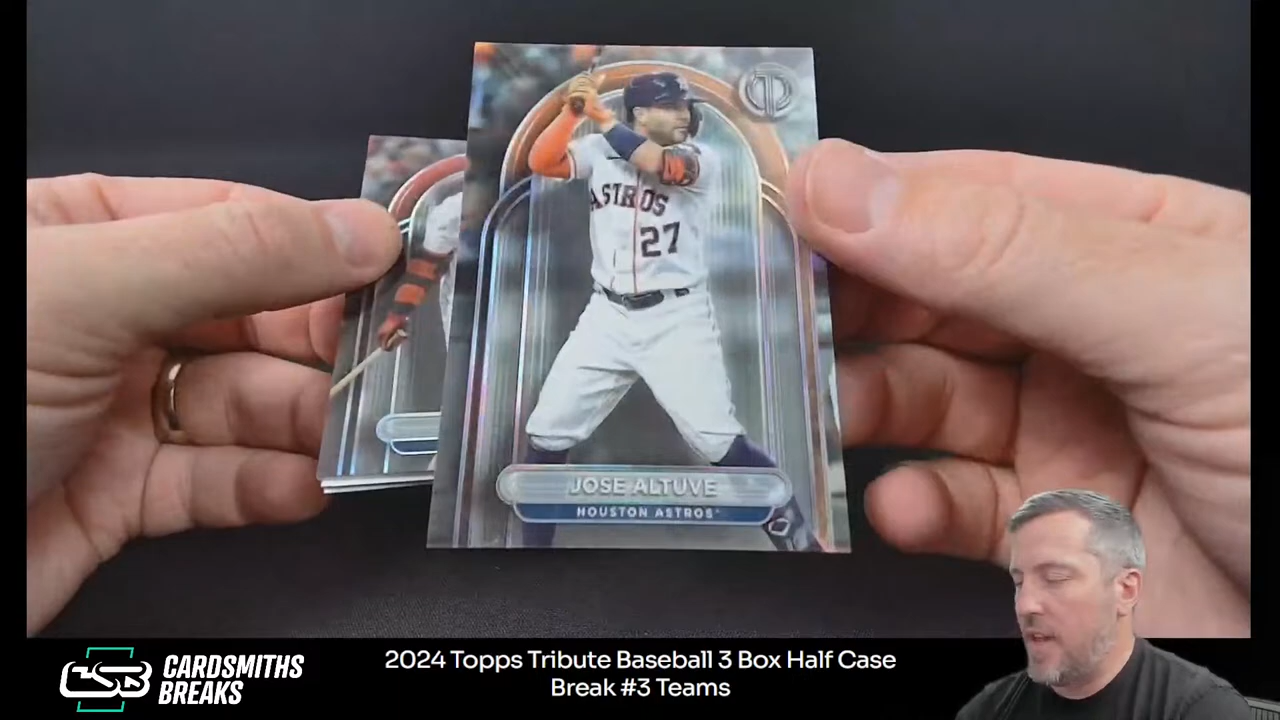 ASTROS
27
JOSE ALTUVE
HOUSTON ASTROS
CSB
CARDSMITHS
BREAKS
2024 Topps Tribute Baseball 3 Box Half Case
Break #3 Teams